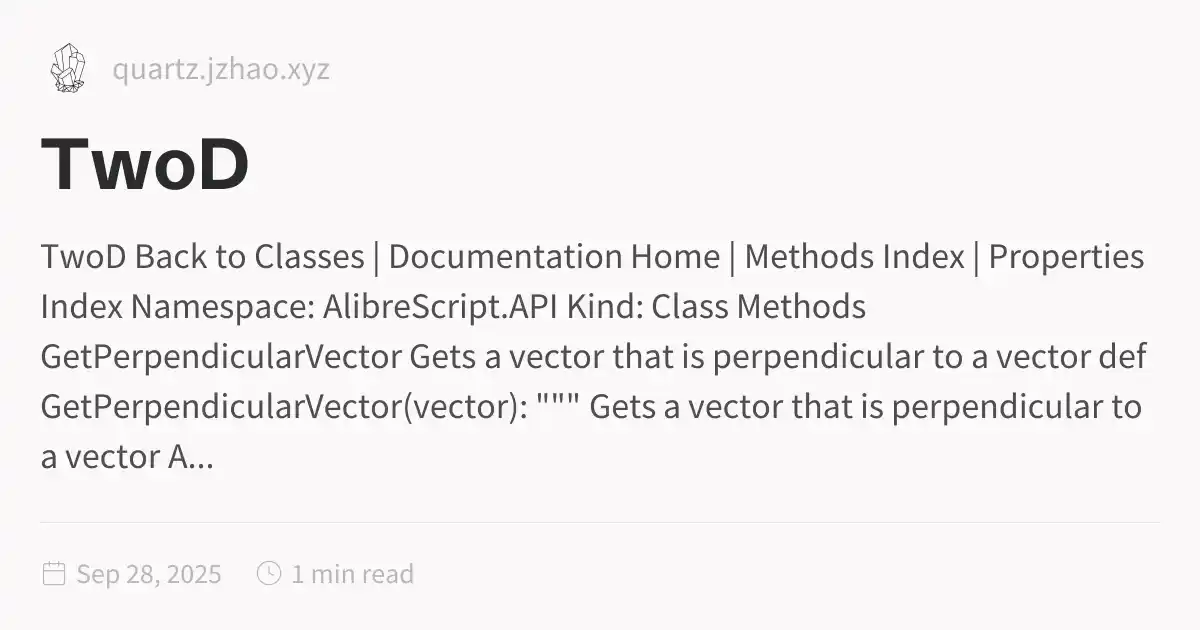 quartz.jzhao.xyz
TwoD
TwoD Back to Classes | Documentation Home | Methods Index | Properties
Index Namespace: AlibreScript.API Kind: Class Methods
GetPerpendicularVector Gets a vector that is perpendicular to a vector def
GetPerpendicularVector(vector): """ Gets a vector that is perpendicular to
a vector A...
Sep 28, 2025 1 min read